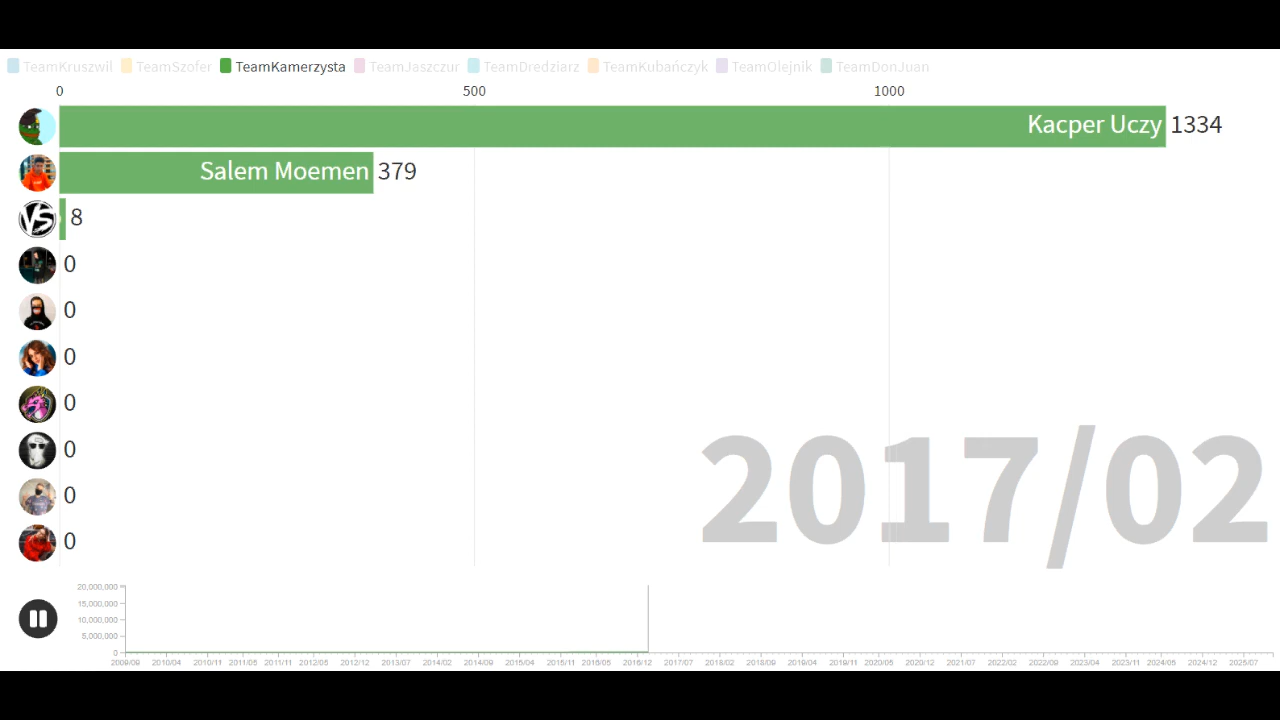 TeamKruszwil TeamSzofer TeamKamerzysta TeamJaszczur TeamDredziarz TeamKubańczyk TeamOlejnik TeamDonJuan
0 500 1000
Kacper Uczy 1334
Salem Moemen 379
VS 8
0
0
0
0
0
0
0
2017/02
20,000,000
15,000,000
10,000,000
5,000,000
0
2009/09 2010/04 2010/11 2011/05 2011/11 2012/05 2012/12 2013/07 2014/02 2014/09 2015/04 2015/11 2016/05 2016/12 2017/07 2018/02 2018/09 2019/04 2019/11 2020/05 2020/12 2021/07 2022/02 2022/09 2023/04 2023/11 2024/05 2024/12 2025/07